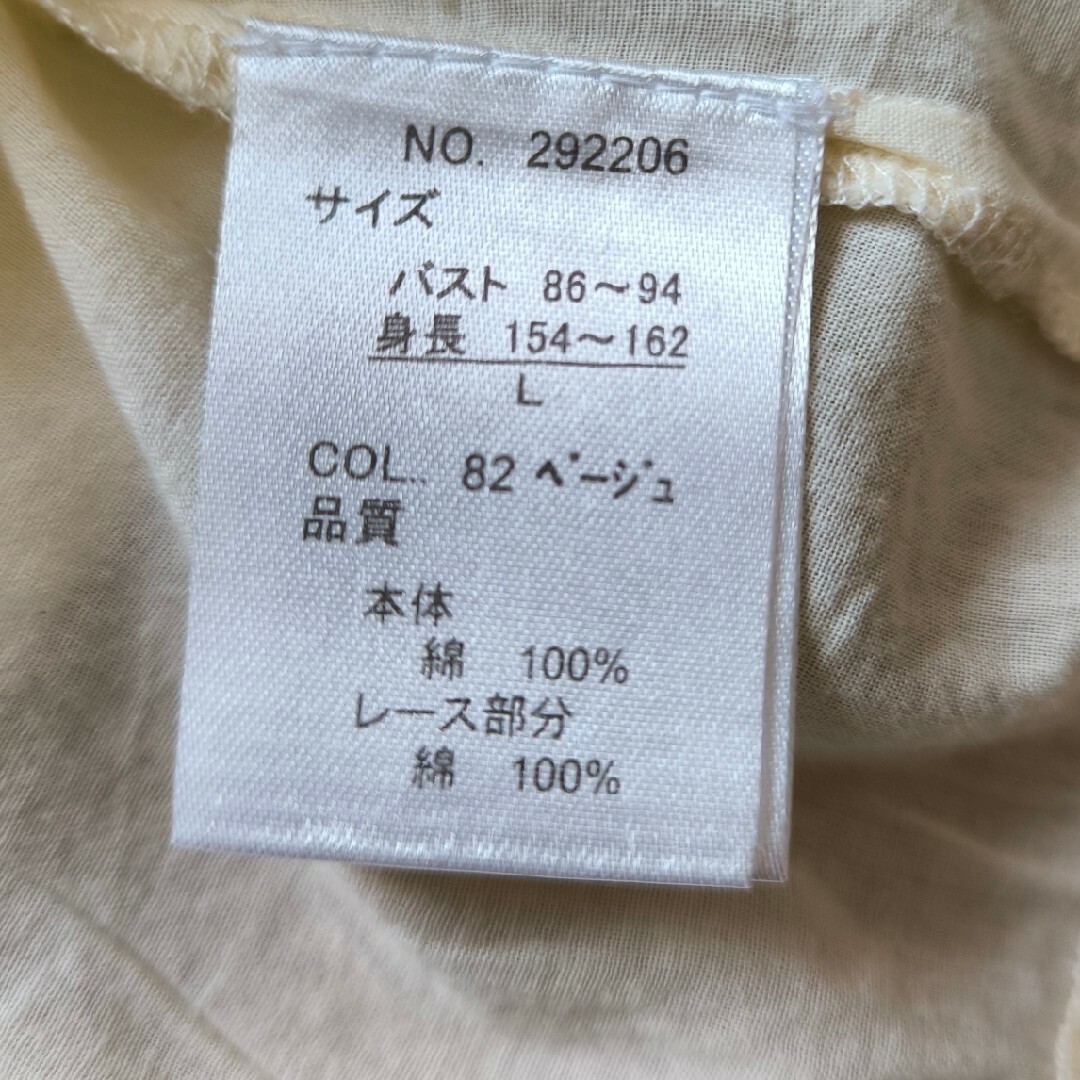 NO. 292206
サイズ
バスト 86～94
身長 154～162
L
COL.. 82 ベージュ
品質
本体
綿 100%
レース部分
綿 100%